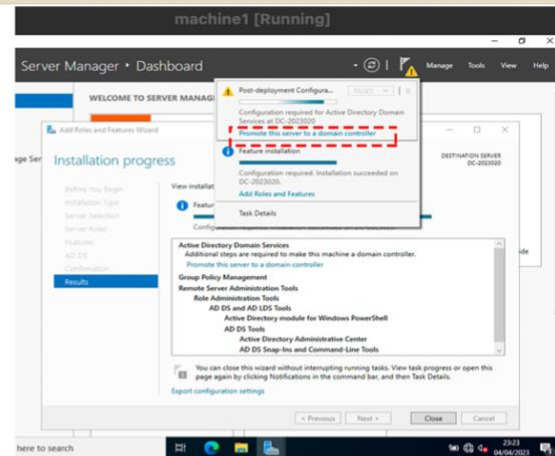 machine1 [Running]
Server Manager • Dashboard
Manage Tools View Help
WELCOME TO SERVER MANAG
Post-deployment Configura...
TASKS
Configuration required for Active Directory Domain
Services at DC-2023020
Promote this server to a domain controller
Feature installation
Configuration required. Installation succeeded on
DC-2023020.
Add Roles and Features
Task Details
Add Roles and Features Wizard
Installation progress
DESTINATION SERVER
DC-2023020
age Ser
Before You Begin
Installation Type
Server Selection
Server Roles
Features
AD DS
Confirmation
Results
View installat
Featur
Active Directory Domain Services
Additional steps are required to make this machine a domain controller.
Promote this server to a domain controller
Group Policy Management
Remote Server Administration Tools
Role Administration Tools
AD DS and AD LDS Tools
Active Directory module for Windows PowerShell
AD DS Tools
Active Directory Administrative Center
AD DS Snap-Ins and Command-Line Tools
ide
You can close this wizard without interrupting running tasks. View task progress or open this
page again by clicking Notifications in the command bar, and then Task Details.
Export configuration settings
< Previous Next > Close Cancel
here to search
23:23
04/04/2023